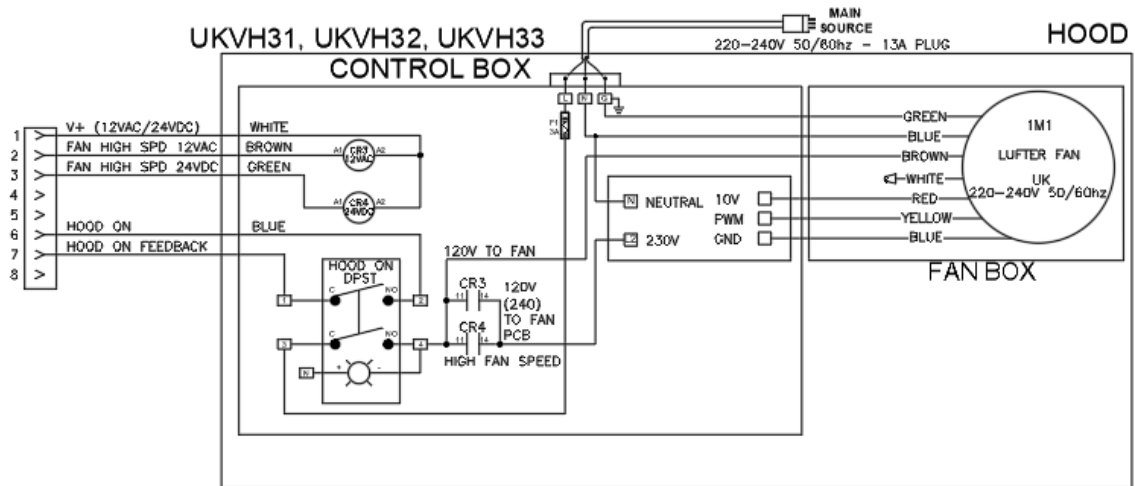 MAIN
SOURCE
220-240V 50/60hz - 13A PLUG
HOOD
UKVH31, UKVH32, UKVH33
CONTROL BOX
L N G
F1
3A
1 V+ (12VAC/24VDC) WHITE
2 FAN HIGH SPD 12VAC BROWN
3 FAN HIGH SPD 24VDC GREEN
4
5
6 HOOD ON BLUE
7 HOOD ON FEEDBACK
8
A1 CR3 A2
12VAC
A1 CR4 A2
24VDC
HOOD ON
DPST
1 C NO 2
3 C NO 4
N + -
120V TO FAN
CR3
11 14
CR4
11 14
HIGH FAN SPEED
120V
(240)
TO FAN
PCB
N NEUTRAL 10V
PWM
L2 230V GND
GREEN
BLUE
BROWN
WHITE
RED
YELLOW
BLUE
1M1
LUFTER FAN
UK
220-240V 50/60hz
FAN BOX